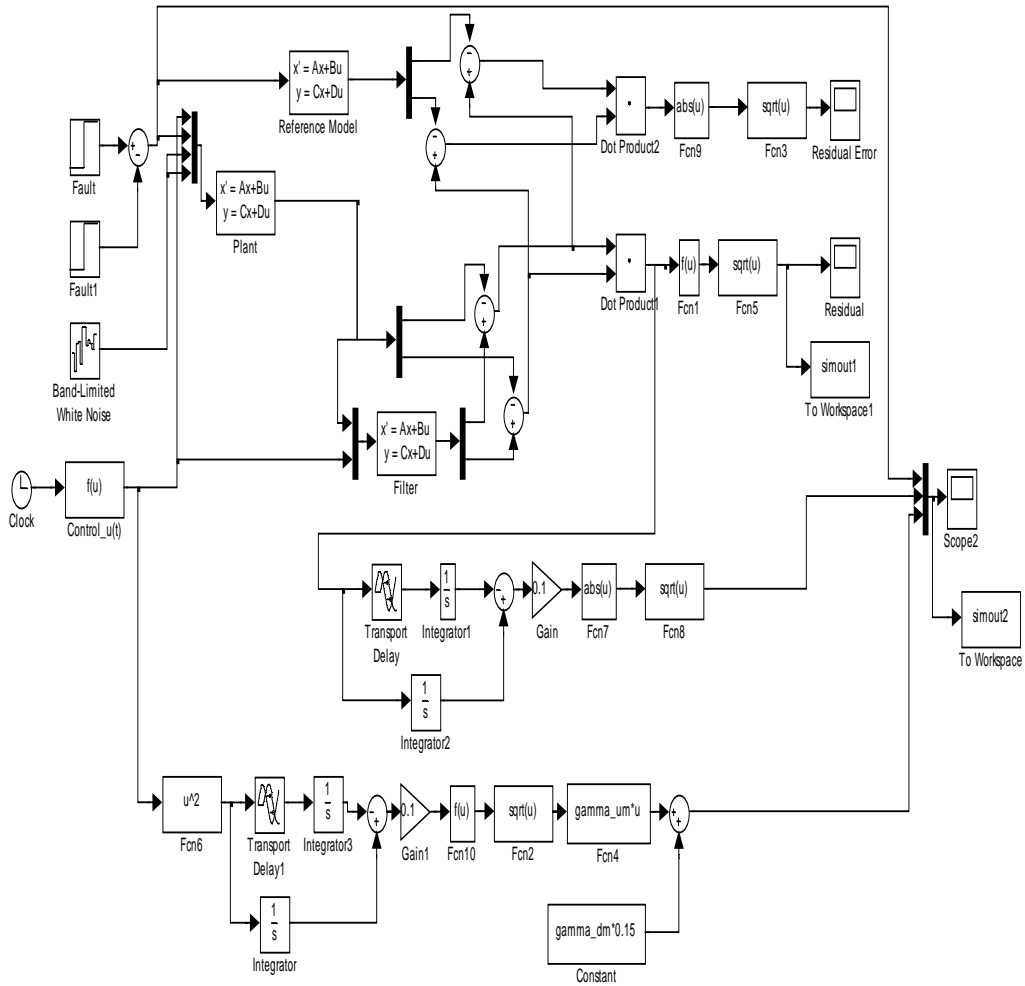 x' = Ax+Bu
y = Cx+Du
Reference Model
-
+
Dot Product2
abs(u)
Fcn9
sqrt(u)
Fcn3
Residual Error
Fault
+
-
-
+
x' = Ax+Bu
y = Cx+Du
Plant
Fault1
Dot Product1
f(u)
Fcn1
sqrt(u)
Fcn5
Residual
-
+
Band-Limited
White Noise
simout1
To Workspace1
-
+
x' = Ax+Bu
y = Cx+Du
Filter
Clock
f(u)
Control_u(t)
Scope2
Transport
Delay
1
s
Integrator1
-
+
0.1
Gain
abs(u)
Fcn7
sqrt(u)
Fcn8
simout2
To Workspace
1
s
Integrator2
u^2
Fcn6
Transport
Delay1
1
s
Integrator3
-
+
0.1
Gain1
f(u)
Fcn10
sqrt(u)
Fcn2
gamma_um*u
Fcn4
+
+
1
s
Integrator
gamma_dm*0.15
Constant